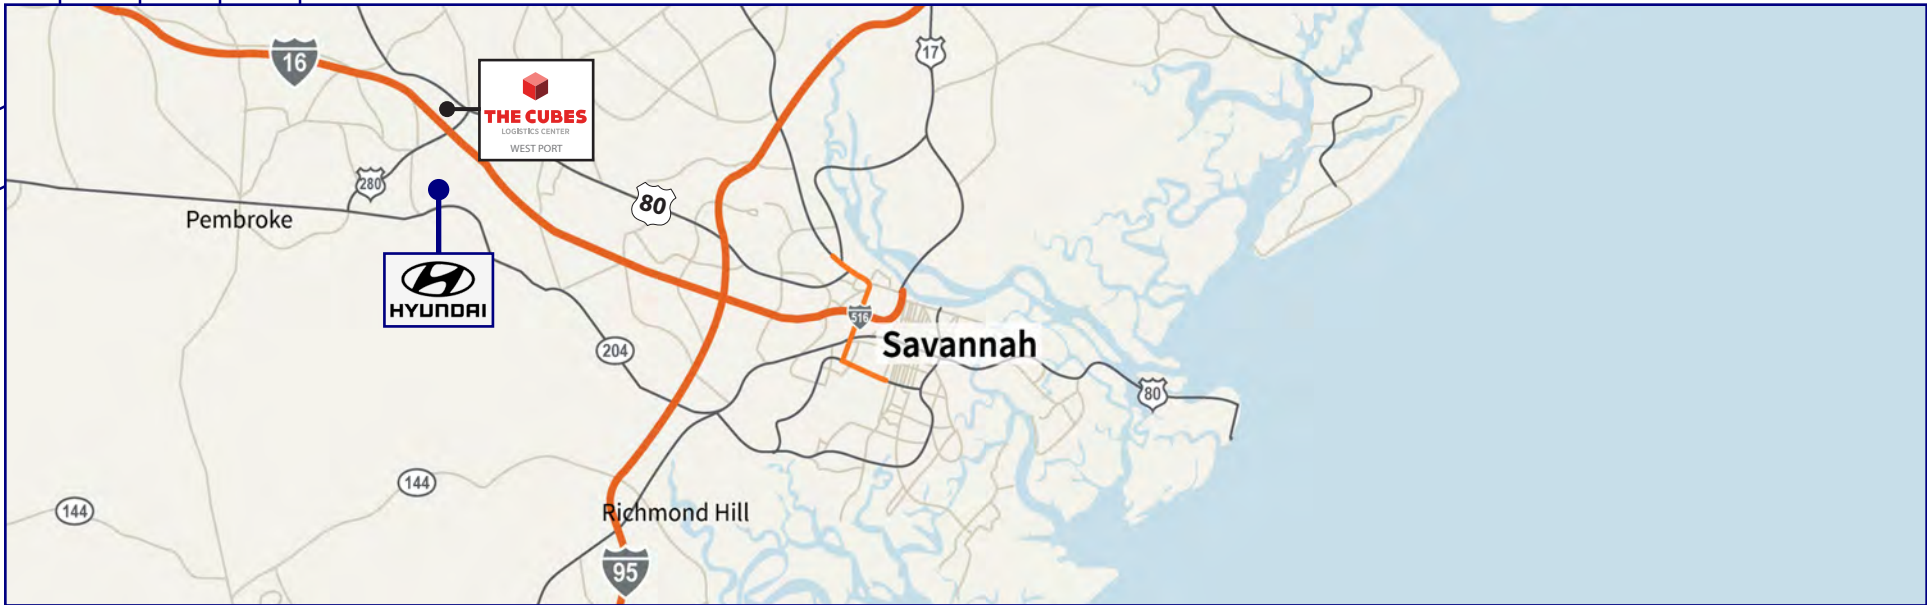 17
16
THE CUBES
LOGISTICS CENTER
WEST PORT
280
80
Pembroke
HYUNDAI
516
Savannah
204
80
144
144
Richmond Hill
95